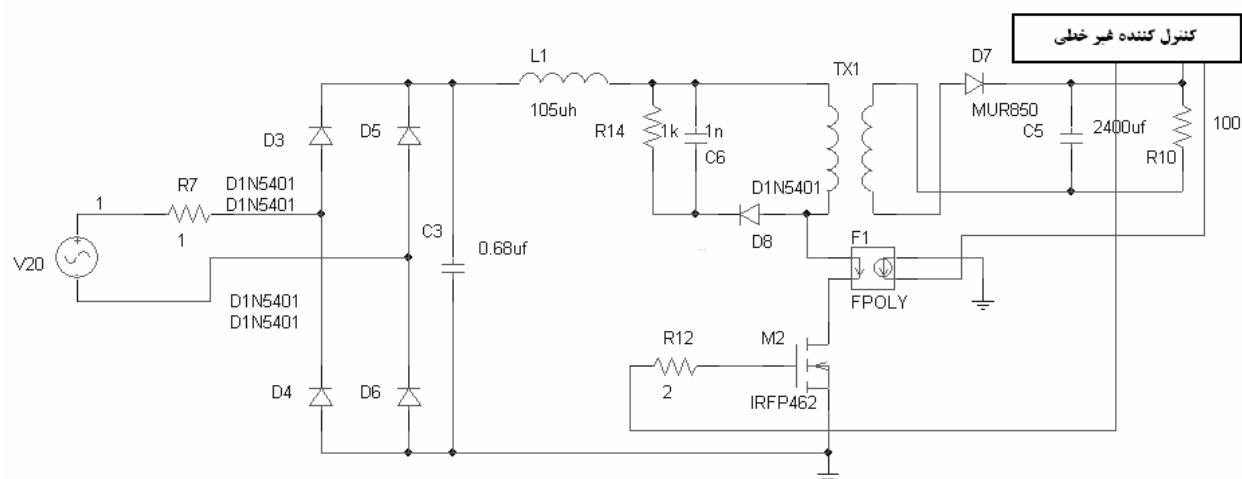 کنترل کننده غیر خطی
L1
105uh
TX1
D7
MUR850
C5
2400uf
R10
100
D3
D5
R14
1k
1n
C6
R7
1
1
D1N5401
D1N5401
D1N5401
D8
C3
0.68uf
F1
FPOLY
V20
D1N5401
D1N5401
R12
2
M2
IRFP462
D4
D6